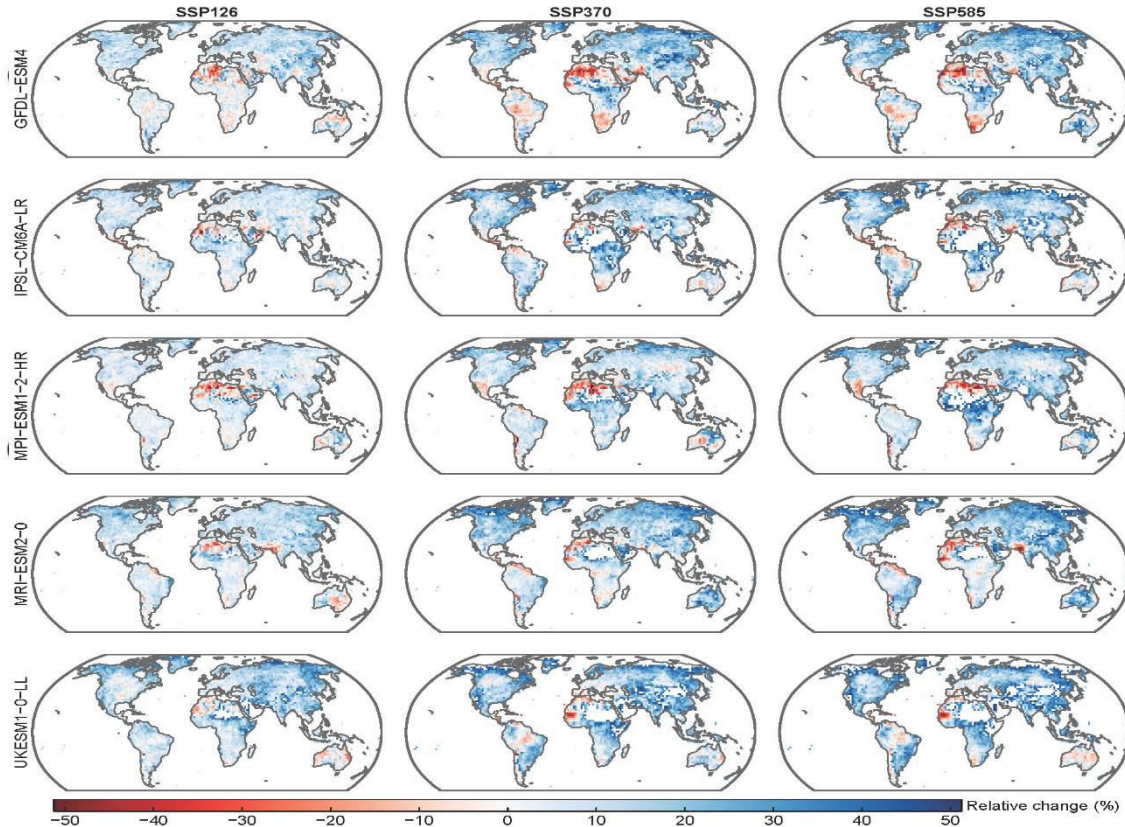 SSP126 SSP370 SSP585
GFDL-ESM4
IPSL-CM6A-LR
MPI-ESM1-2-HR
MRI-ESM2-0
UKESM1-0-LL
−50 −40 −30 −20 −10 0 10 20 30 40 50 Relative change (%)